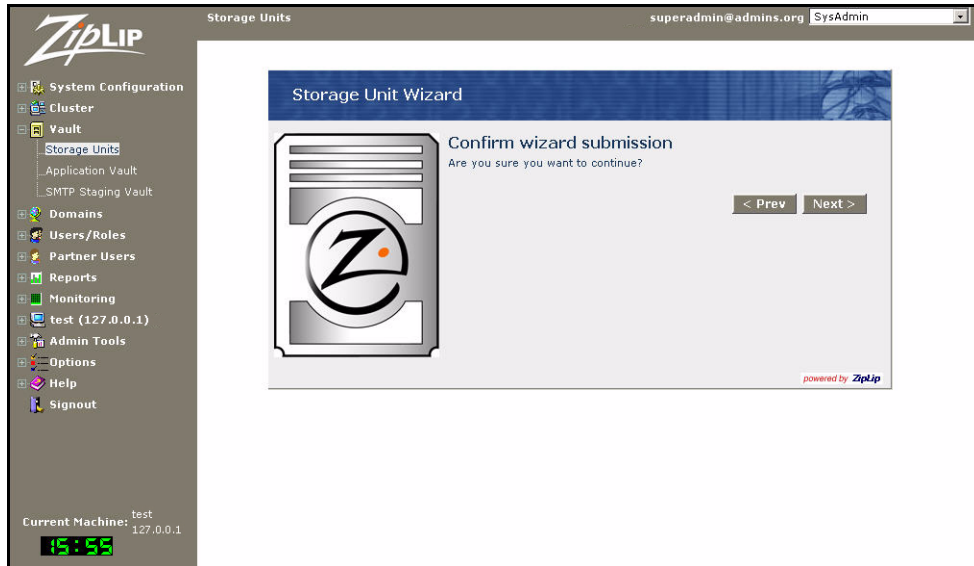 Storage Units
superadmin@admins.org SysAdmin
ZIPLIP
System Configuration
Cluster
Vault
Storage Units
Application Vault
SMTP Staging Vault
Domains
Users/Roles
Partner Users
Reports
Monitoring
test (127.0.0.1)
Admin Tools
Options
Help
Signout
Current Machine: test
127.0.0.1
15:55
Storage Unit Wizard
Confirm wizard submission
Are you sure you want to continue?
< Prev Next >
powered by ZipLip